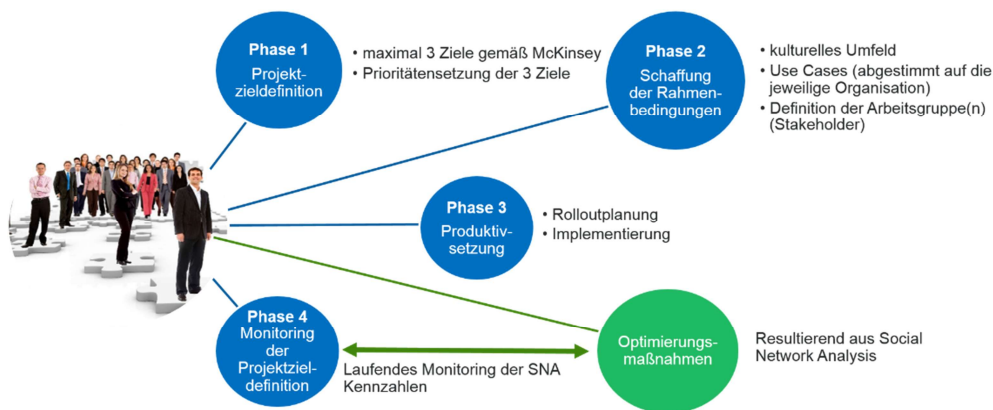 Phase 1
Projekt-
zieldefinition
• maximal 3 Ziele gemäß McKinsey
• Prioritätensetzung der 3 Ziele
Phase 2
Schaffung
der Rahmen-
bedingungen
• kulturelles Umfeld
• Use Cases (abgestimmt auf die
jeweilige Organisation)
• Definition der Arbeitsgruppe(n)
(Stakeholder)
Phase 3
Produktiv-
setzung
• Rolloutplanung
• Implementierung
Phase 4
Monitoring
der
Projektziel-
definition
Laufendes Monitoring der SNA
Kennzahlen
Optimierungs-
maßnahmen
Resultierend aus Social
Network Analysis